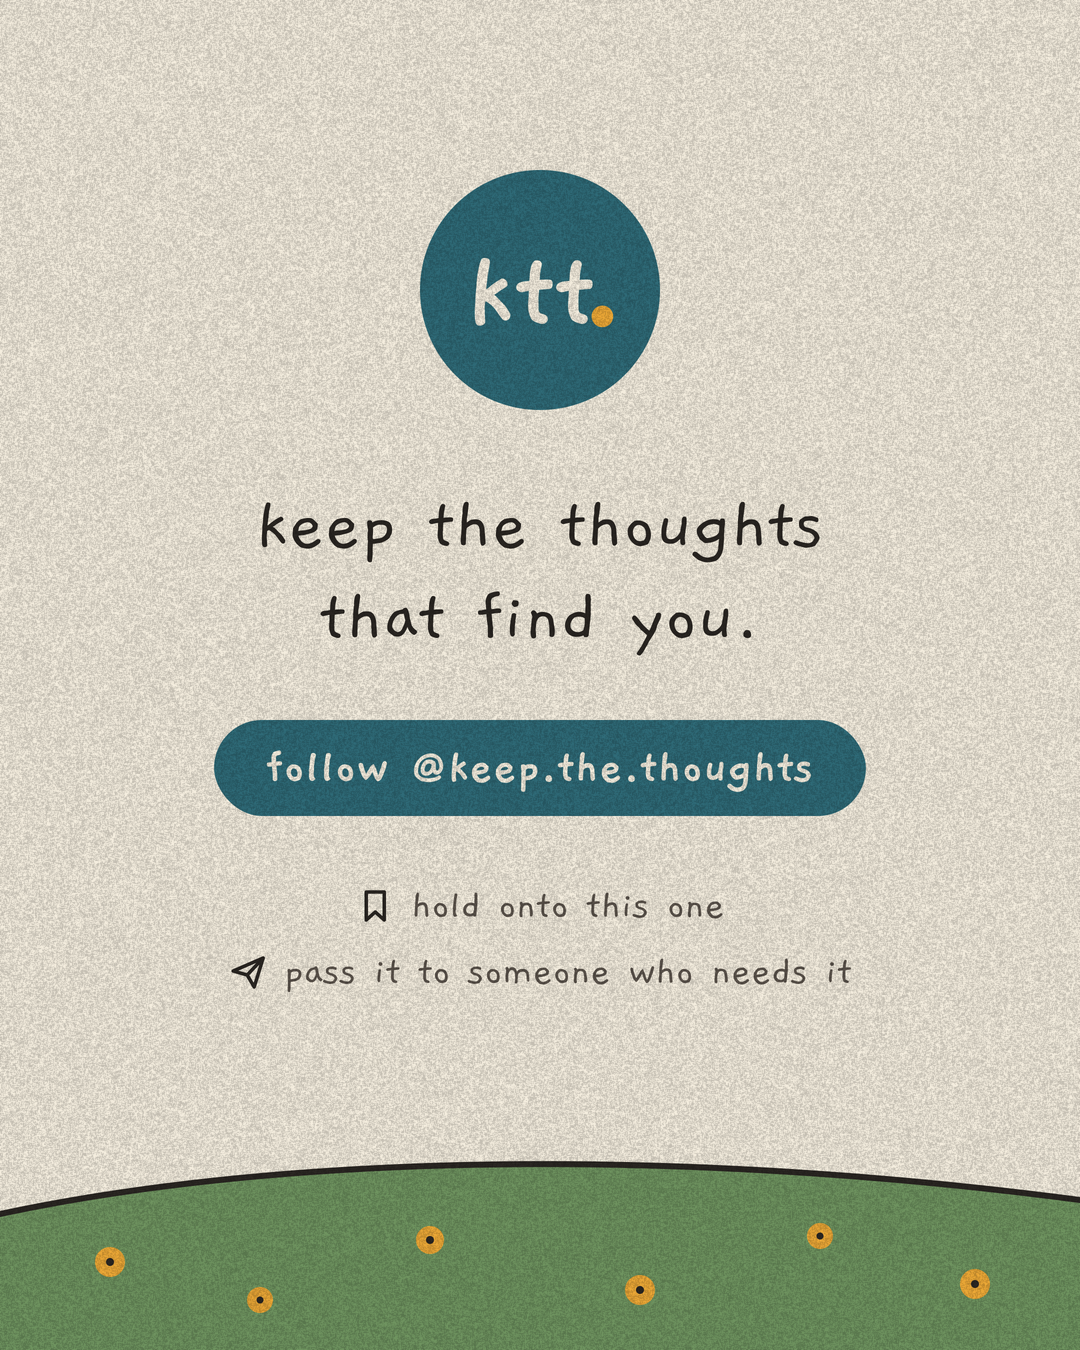 ktt.
keep the thoughts
that find you.
follow @keep.the.thoughts
hold onto this one
pass it to someone who needs it